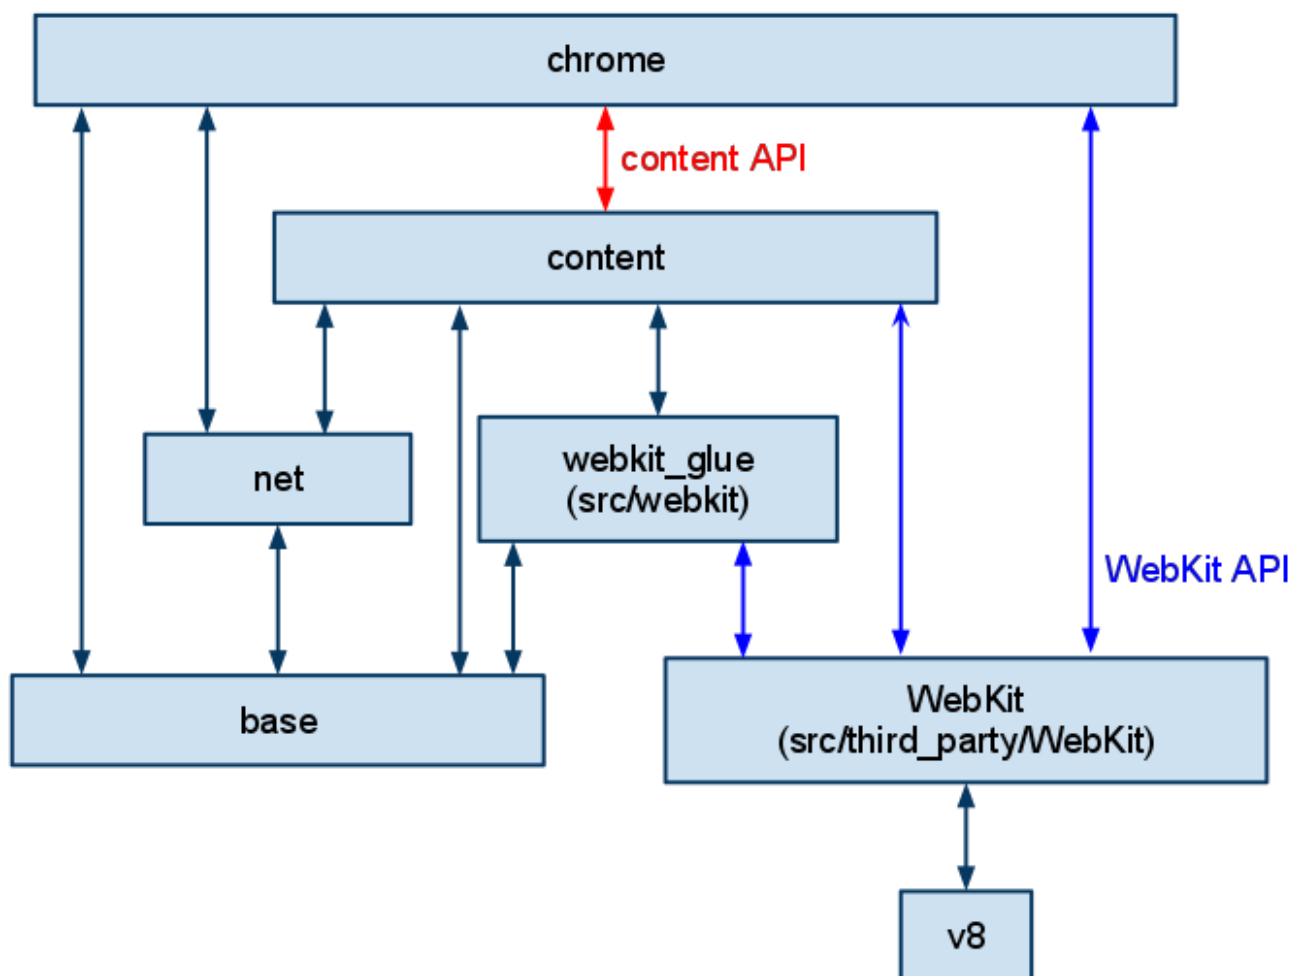 chrome
content API
content
webkit_glue
(src/webkit)
net
WebKit API
WebKit
(src/third_party/WebKit)
base
v8